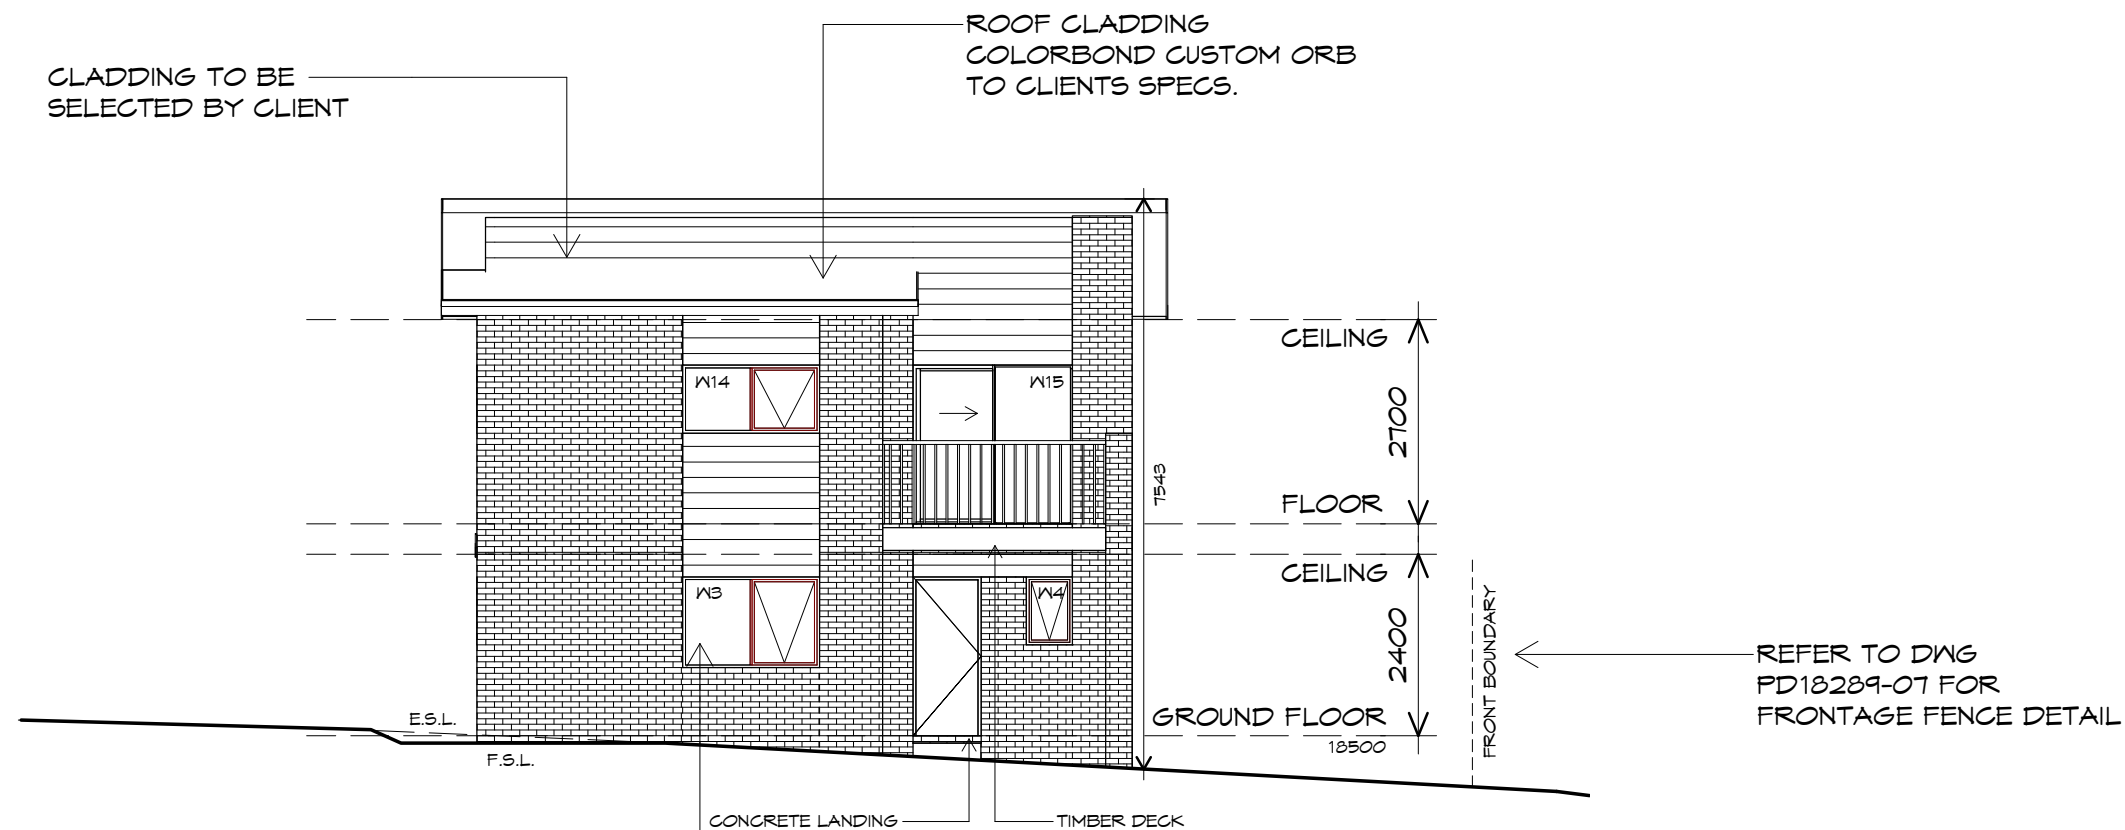 ROOF CLADDING
COLORBOND CUSTOM ORB
TO CLIENTS SPECS.
CLADDING TO BE
SELECTED BY CLIENT
CEILING
W14
W15
2700
7543
FLOOR
CEILING
W3
W4
2400
FRONT BOUNDARY
REFER TO DWG
PD18289-07 FOR
FRONTAGE FENCE DETAIL
E.S.L.
GROUND FLOOR
18500
F.S.L.
CONCRETE LANDING
TIMBER DECK